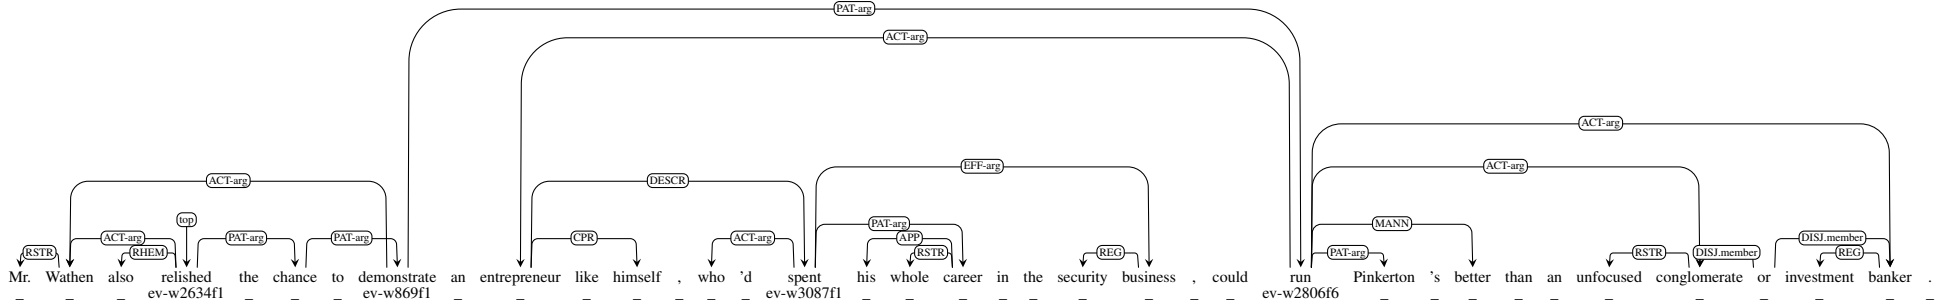 PAT-arg
ACT-arg
ACT-arg
EFF-arg ACT-arg
ACT-arg DESCR
top PAT-arg MANN
ACT-arg PAT-arg PAT-arg CPR ACT-arg APP DISJ.member
RSTR RHEM RSTR REG PAT-arg RSTR DISJ.member REG
Mr. Wathen also relished the chance to demonstrate an entrepreneur like himself , who 'd spent his whole career in the security business , could run Pinkerton 's better than an unfocused conglomerate or investment banker .
_ _ _ ev-w2634f1 _ _ _ ev-w869f1 _ _ _ _ _ _ _ ev-w3087f1 _ _ _ _ _ _ _ _ _ ev-w2806f6 _ _ _ _ _ _ _ _ _ _ _